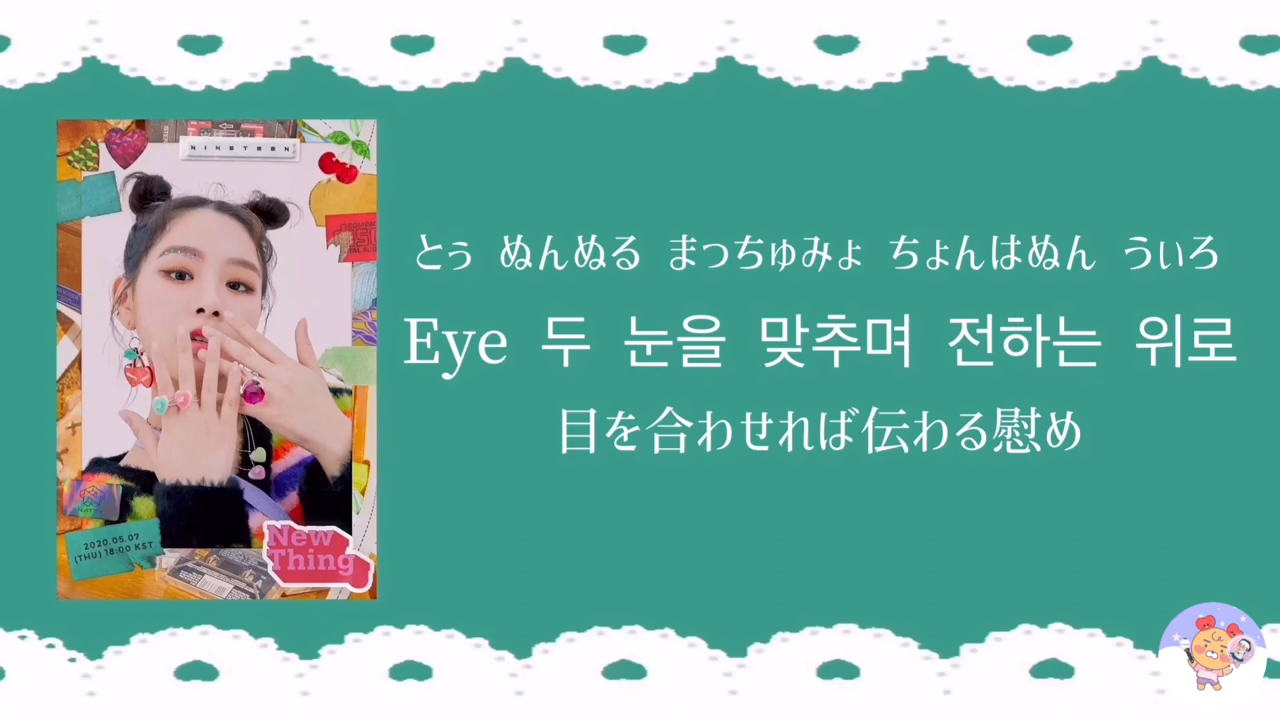 NINETEEN
とぅ ぬんぬる まっちゅみょ ちょんはぬん うぃろ
Eye 두 눈을 맞추며 전하는 위로
目を合わせれば伝わる慰め
2020.05.07
(THU) 18:00 KST
New
Thing